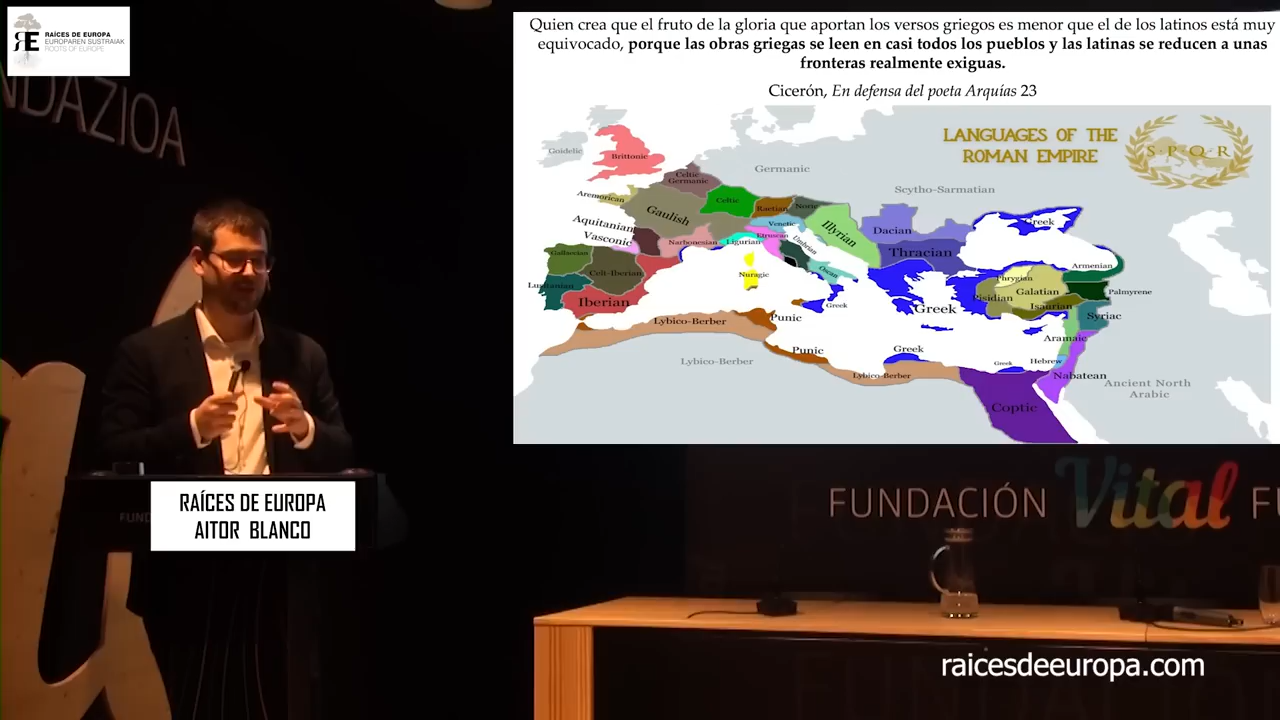 RAÍCES DE EUROPA
EUROPAREN SUSTRAIAK
ROOTS OF EUROPE
NDAZIOA
Quien crea que el fruto de la gloria que aportan los versos griegos es menor que el de los latinos está muy
equivocado, porque las obras griegas se leen en casi todos los pueblos y las latinas se reducen a unas
fronteras realmente exiguas.
Cicerón, En defensa del poeta Arquías 23
LANGUAGES OF THE
ROMAN EMPIRE
S·P·Q·R
Goidelic
Brittonic
Germanic
Celtic
Germanic
Scytho-Sarmatian
Aremorican
Gaulish
Celtic
Raetian
Noric
Aquitanian
Vasconic
Venetic
Illyrian
Dacian
Greek
Narbonesian
Ligurian
Etruscan
Umbrian
Thracian
Gallaecian
Celt-Iberian
Nuragic
Oscan
Armenian
Phrygian
Galatian
Lusitanian
Iberian
Pisidian
Isaurian
Palmyrene
Greek
Greek
Syriac
Lybico-Berber
Punic
Aramaic
Punic
Greek
Lybico-Berber
Greek
Hebrew
Lybico-Berber
Nabatean
Ancient North
Arabic
Coptic
RAÍCES DE EUROPA
AITOR BLANCO
FUND
FUNDACIÓN Vital FU
raicesdeeuropa.com